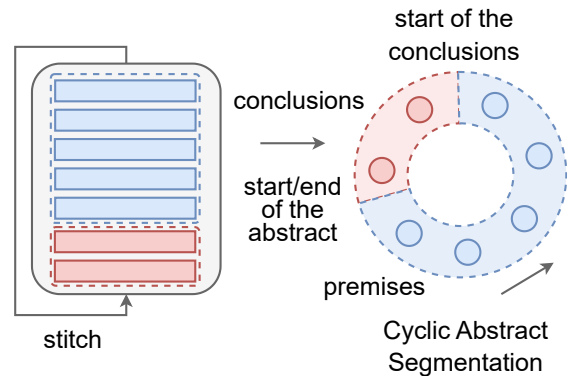 start of the
conclusions
conclusions
start/end
of the
abstract
premises
stitch
Cyclic Abstract
Segmentation